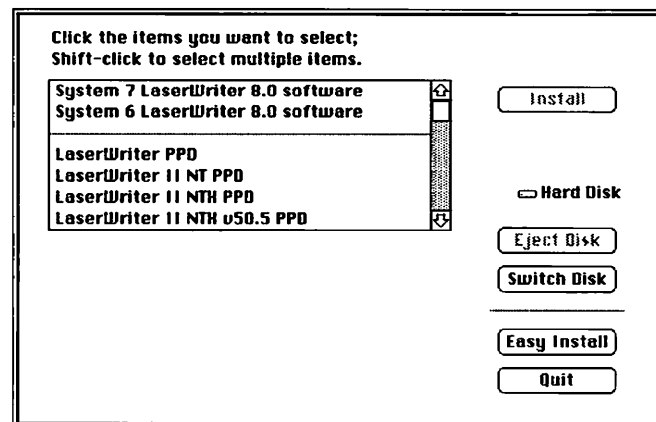 Click the items you want to select;
Shift-click to select multiple items.
System 7 LaserWriter 8.0 software
System 6 LaserWriter 8.0 software
LaserWriter PPD
LaserWriter II NT PPD
LaserWriter II NTX PPD
LaserWriter II NTX v50.5 PPD
Install
Hard Disk
Eject Disk
Switch Disk
Easy Install
Quit